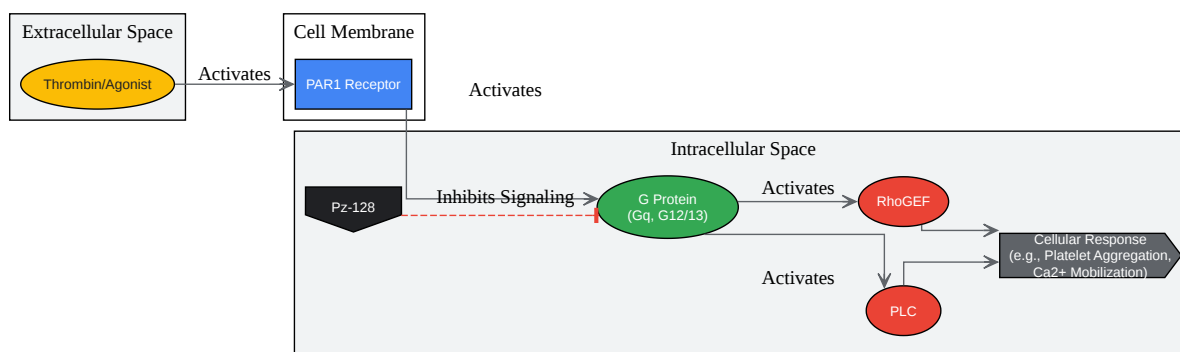 Extracellular Space
Cell Membrane
Thrombin/Agonist
Activates
PAR1 Receptor
Activates
Intracellular Space
Pz-128
Inhibits Signaling
G Protein
(Gq, G12/13)
Activates
RhoGEF
Activates
PLC
Cellular Response
(e.g., Platelet Aggregation,
Ca2+ Mobilization)